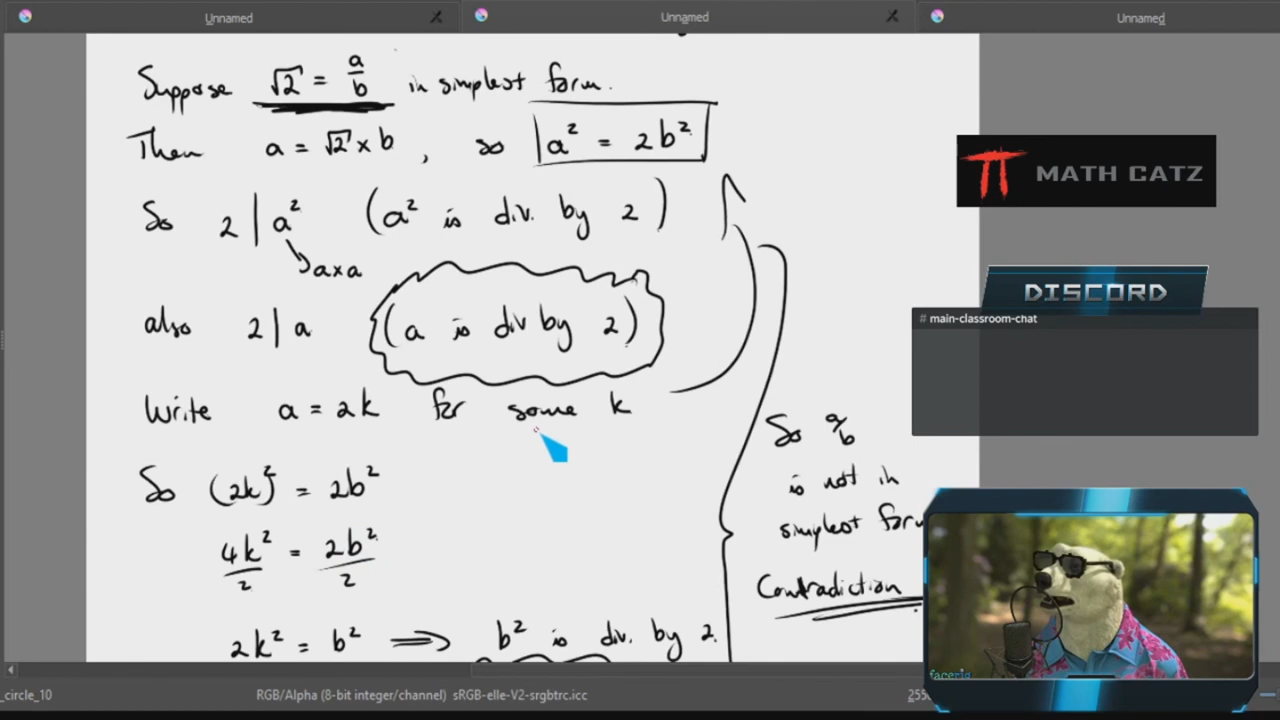 Unnamed
Unnamed
Unnamed
Suppose √2 = a/b in simplest form.
Then a = √2 × b , so a² = 2b²
So 2 | a² (a² is div. by 2)
a×a
also 2 | a (a is div by 2)
Write a = 2k for some k
So (2k)² = 2b²
4k²/2 = 2b²/2
2k² = b² ⟹ b² is div. by 2.
So a/b
is not in
simplest form
Contradiction
π MATH CATZ
DISCORD
# main-classroom-chat
facerig
_circle_10
RGB/Alpha (8-bit integer/channel) sRGB-elle-V2-srgbtrc.icc
255